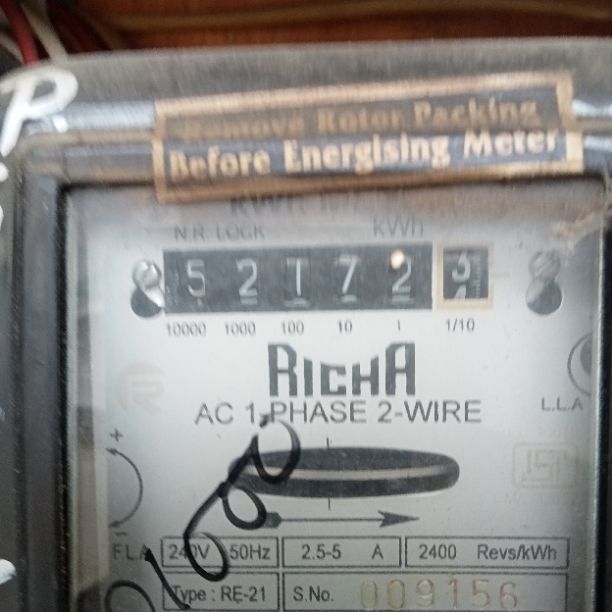 Remove Rotor Packing
Before Energising Meter
N.R. LOCK kWh
5 2 1 7 2 3
10000 1000 100 10 1 1/10
RICHA
AC 1-PHASE 2-WIRE
L.L.A
+
-
F.L.A 240V 50Hz 2.5-5 A 2400 Revs/kWh
Type : RE-21 S.No. 009156